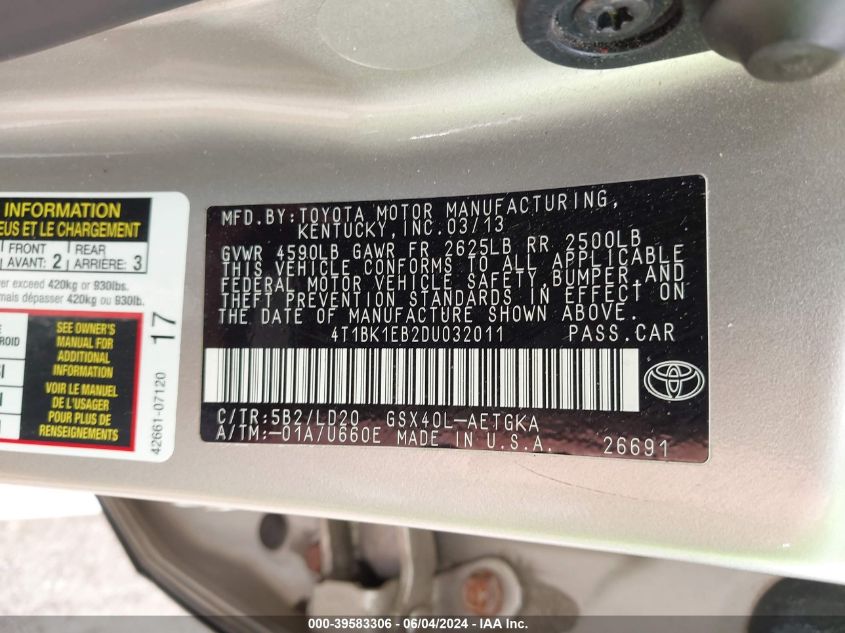 INFORMATION
EUS ET LE CHARGEMENT
FRONT
AVANT: 2
REAR
ARRIÈRE: 3
er exceed 420kg or 930lbs.
mais dépasser 420kg ou 930lb.
SEE OWNER'S
MANUAL FOR
ADDITIONAL
INFORMATION
VOIR LE MANUEL
DE L'USAGER
POUR PLUS DE
RENSEIGNEMENTS
17
42661-07120
MFD.BY:TOYOTA MOTOR MANUFACTURING,
KENTUCKY, INC.03/13
GVWR 4590LB GAWR FR 2625LB RR 2500LB
THIS VEHICLE CONFORMS TO ALL APPLICABLE
FEDERAL MOTOR VEHICLE SAFETY,BUMPER,AND
THEFT PREVENTION STANDARDS IN EFFECT ON
THE DATE OF MANUFACTURE SHOWN ABOVE.
4T1BK1EB2DU032011 PASS.CAR
C/TR:5B2/LD20 GSX40L-AETGKA
A/TM:-01A/U660E MADE IN U.S.A. 26691
000-39583306 - 06/04/2024 - IAA Inc.